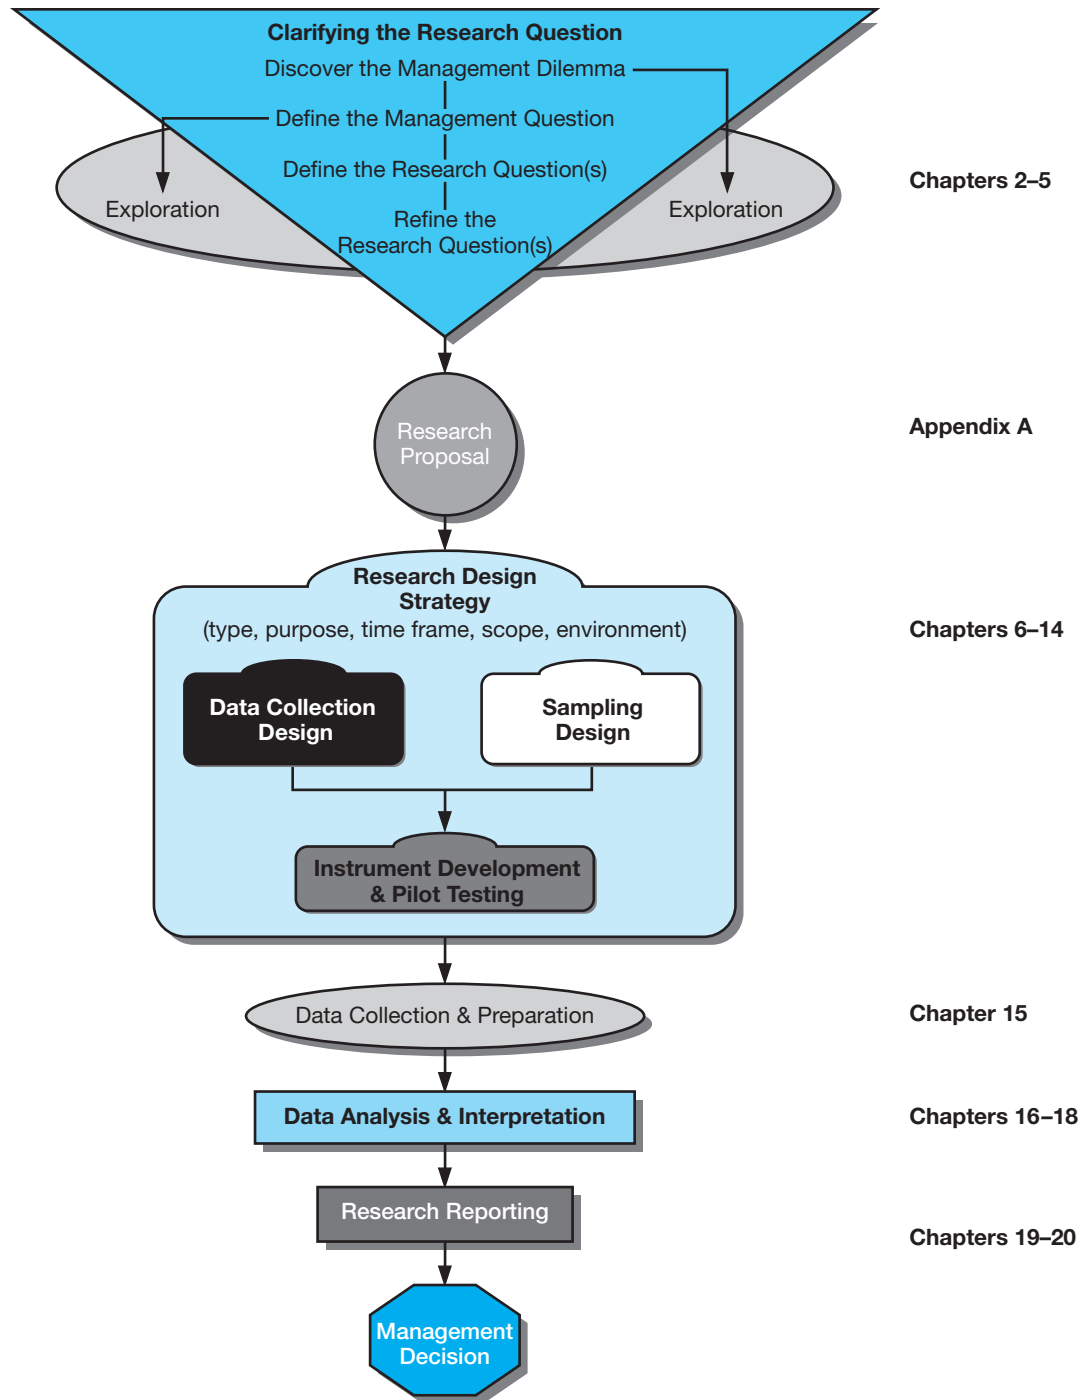 Clarifying the Research Question
Discover the Management Dilemma
Define the Management Question
Define the Research Question(s)
Exploration
Refine the
Research Question(s)
Exploration
Chapters 2–5
Research
Proposal
Appendix A
Research Design
Strategy
(type, purpose, time frame, scope, environment)
Chapters 6–14
Data Collection
Design
Sampling
Design
Instrument Development
& Pilot Testing
Data Collection & Preparation
Chapter 15
Data Analysis & Interpretation
Chapters 16–18
Research Reporting
Chapters 19–20
Management
Decision